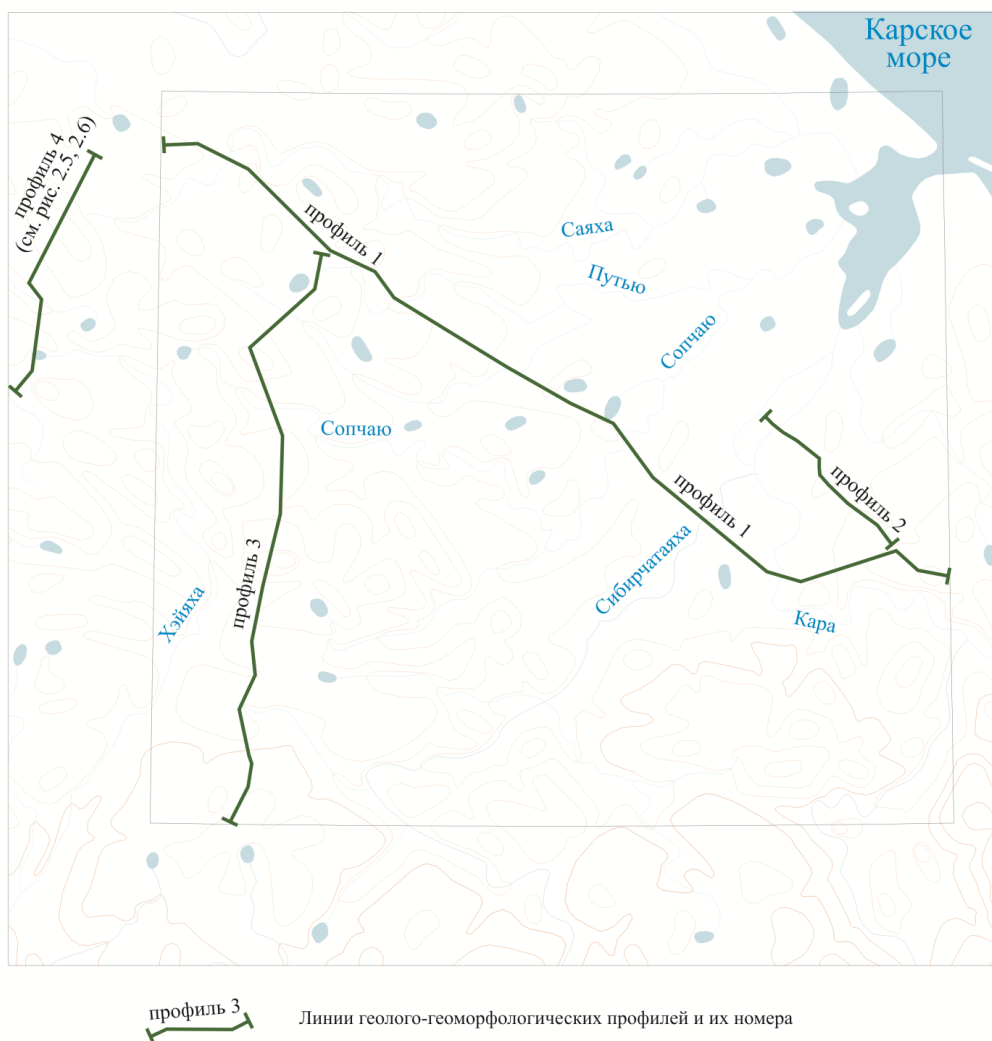 Карское
море
профиль 4
(см. рис. 2.5, 2.6)
профиль 1
Саяха
Путью
Сопчаю
Сопчаю
профиль 2
профиль 1
Сибирчатаяха
профиль 3
Хэйяха
Кара
профиль 3
Линии геолого-геоморфологических профилей и их номера